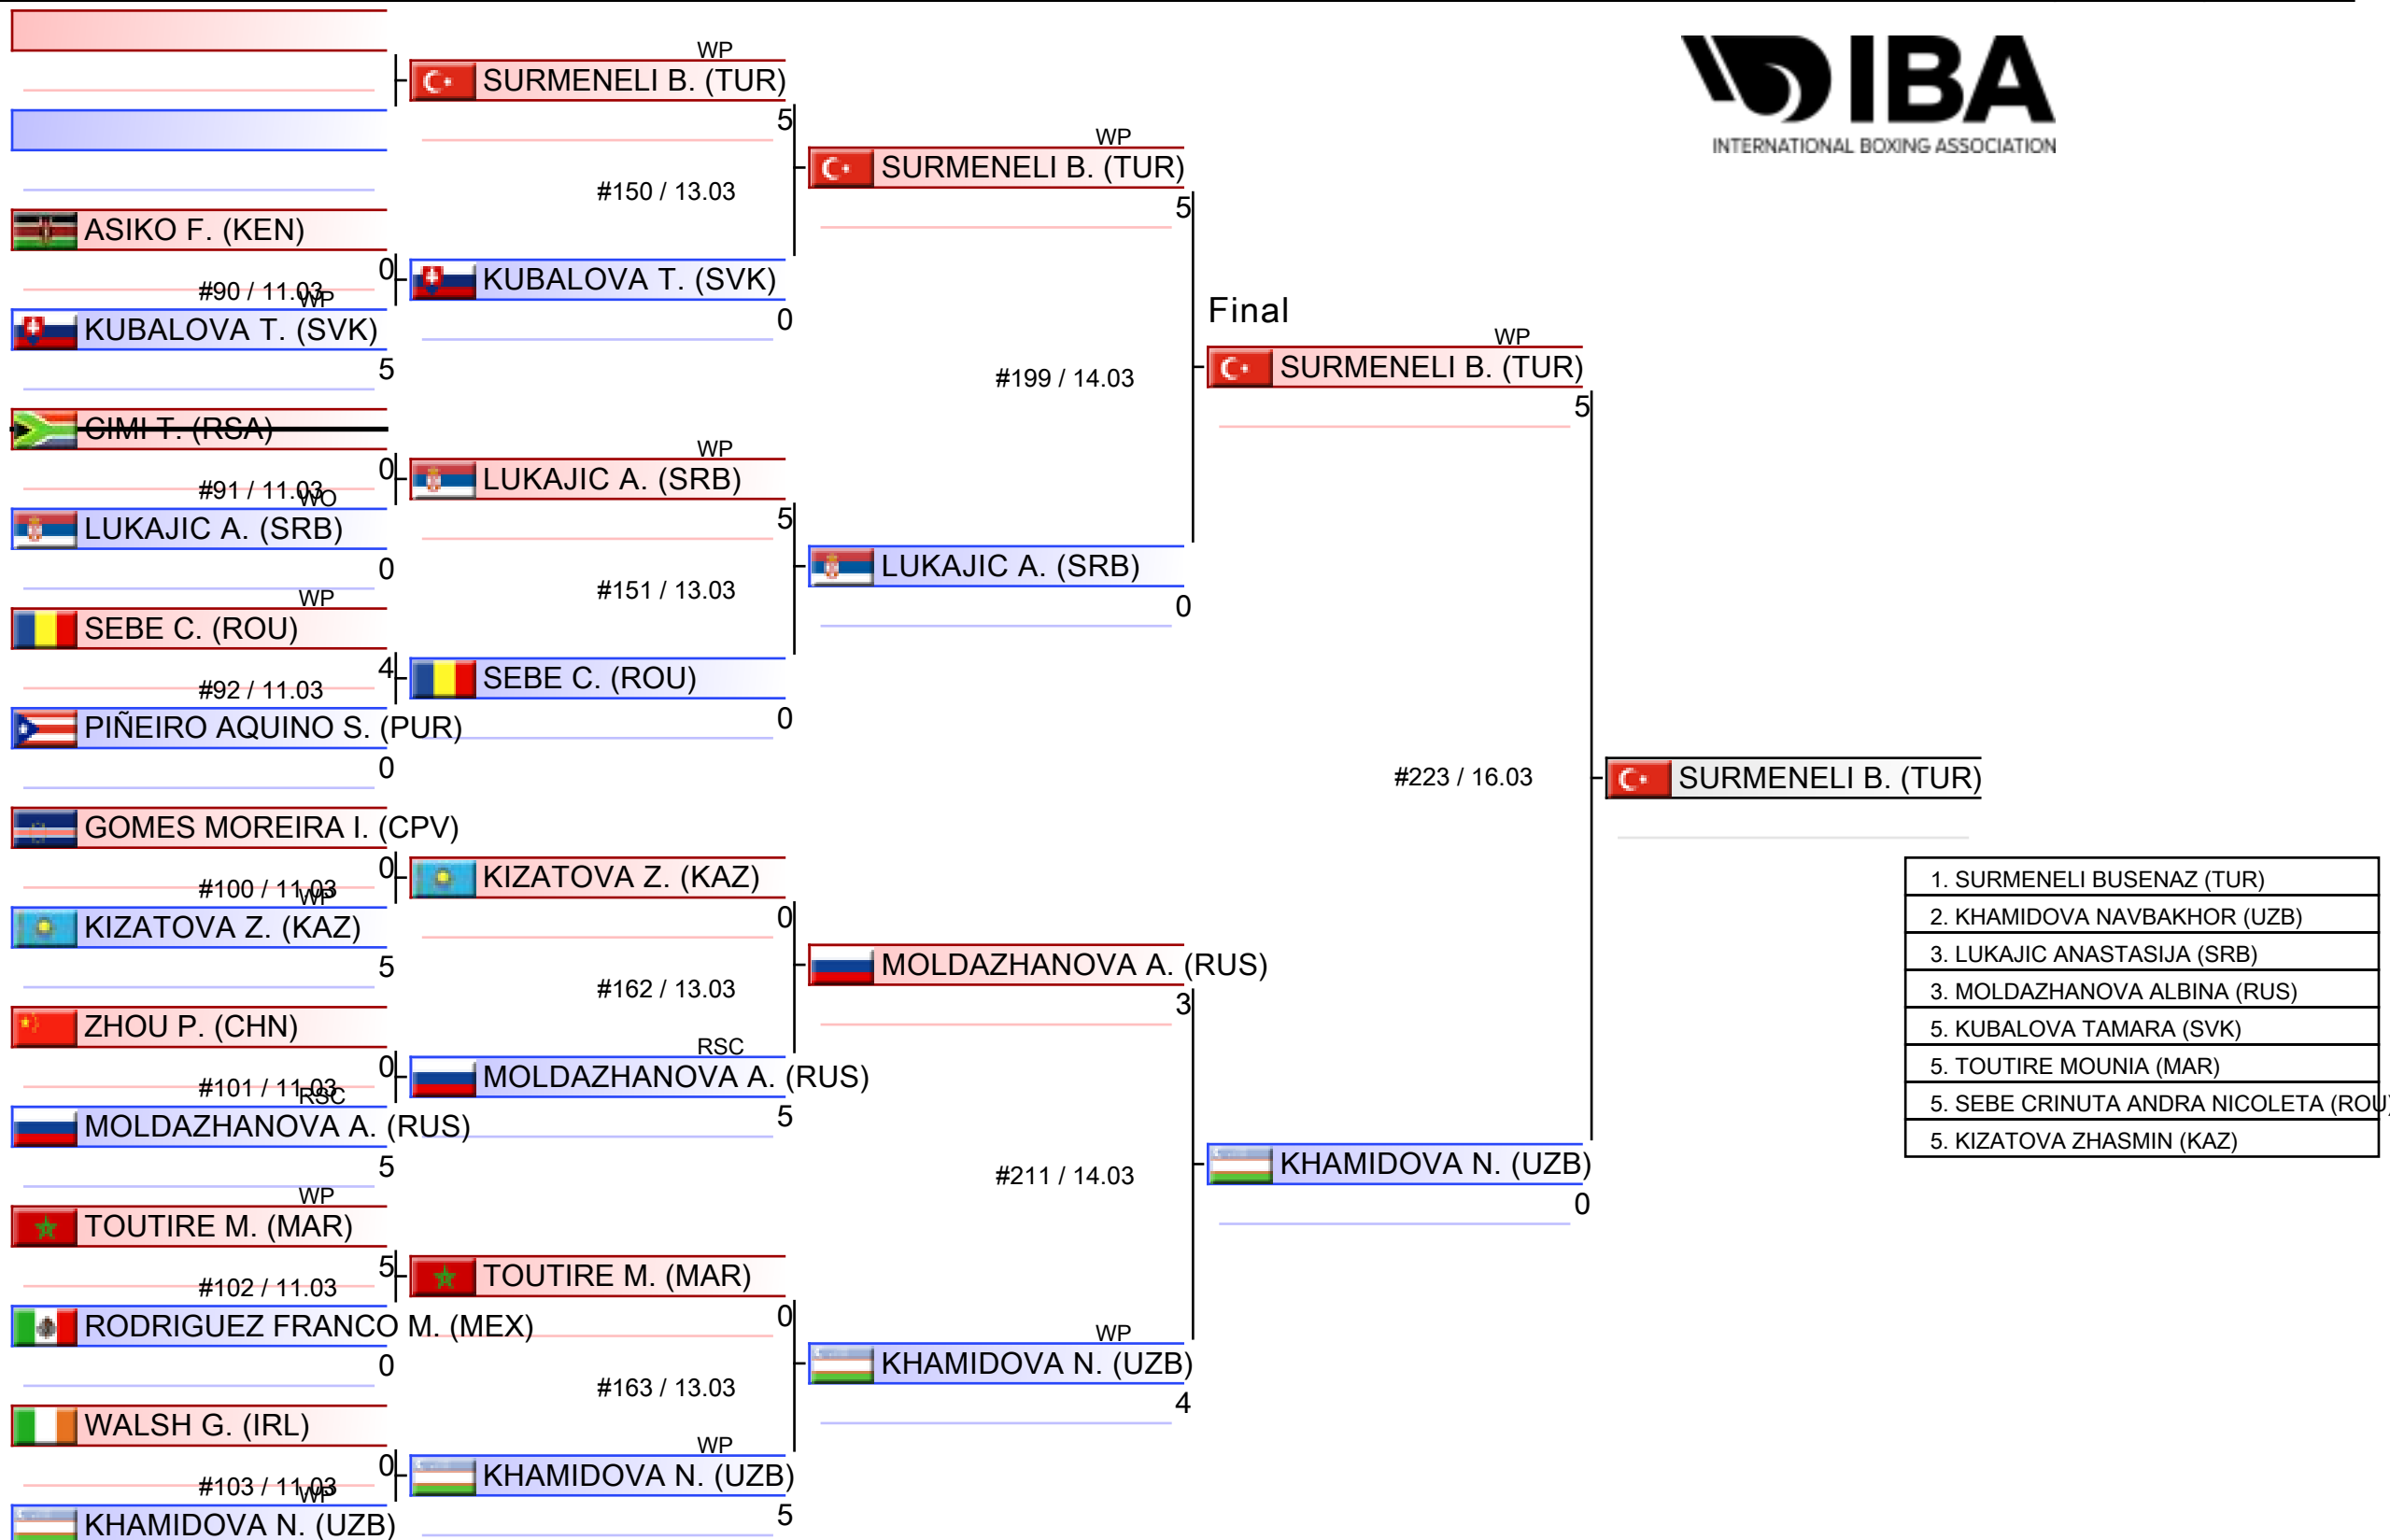 IBA
INTERNATIONAL BOXING ASSOCIATION
ASIKO F. (KEN)
0
#90 / 11.03
WP
KUBALOVA T. (SVK)
5
CIMI T. (RSA)
0
#91 / 11.03
WO
LUKAJIC A. (SRB)
0
WP
SEBE C. (ROU)
4
#92 / 11.03
PIÑEIRO AQUINO S. (PUR)
0
GOMES MOREIRA I. (CPV)
0
#100 / 11.03
WP
KIZATOVA Z. (KAZ)
5
ZHOU P. (CHN)
0
#101 / 11.03
RSC
MOLDAZHANOVA A. (RUS)
5
WP
TOUTIRE M. (MAR)
5
#102 / 11.03
RODRIGUEZ FRANCO M. (MEX)
0
WALSH G. (IRL)
0
#103 / 11.03
WP
KHAMIDOVA N. (UZB)
WP
SURMENELI B. (TUR)
5
#150 / 13.03
KUBALOVA T. (SVK)
0
WP
LUKAJIC A. (SRB)
5
#151 / 13.03
SEBE C. (ROU)
0
KIZATOVA Z. (KAZ)
0
#162 / 13.03
RSC
MOLDAZHANOVA A. (RUS)
5
TOUTIRE M. (MAR)
0
#163 / 13.03
WP
KHAMIDOVA N. (UZB)
5
WP
SURMENELI B. (TUR)
5
#199 / 14.03
LUKAJIC A. (SRB)
0
MOLDAZHANOVA A. (RUS)
3
#211 / 14.03
WP
KHAMIDOVA N. (UZB)
4
Final
WP
SURMENELI B. (TUR)
5
#223 / 16.03
KHAMIDOVA N. (UZB)
0
SURMENELI B. (TUR)
1. SURMENELI BUSENAZ (TUR)
2. KHAMIDOVA NAVBAKHOR (UZB)
3. LUKAJIC ANASTASIJA (SRB)
3. MOLDAZHANOVA ALBINA (RUS)
5. KUBALOVA TAMARA (SVK)
5. TOUTIRE MOUNIA (MAR)
5. SEBE CRINUTA ANDRA NICOLETA (ROU)
5. KIZATOVA ZHASMIN (KAZ)